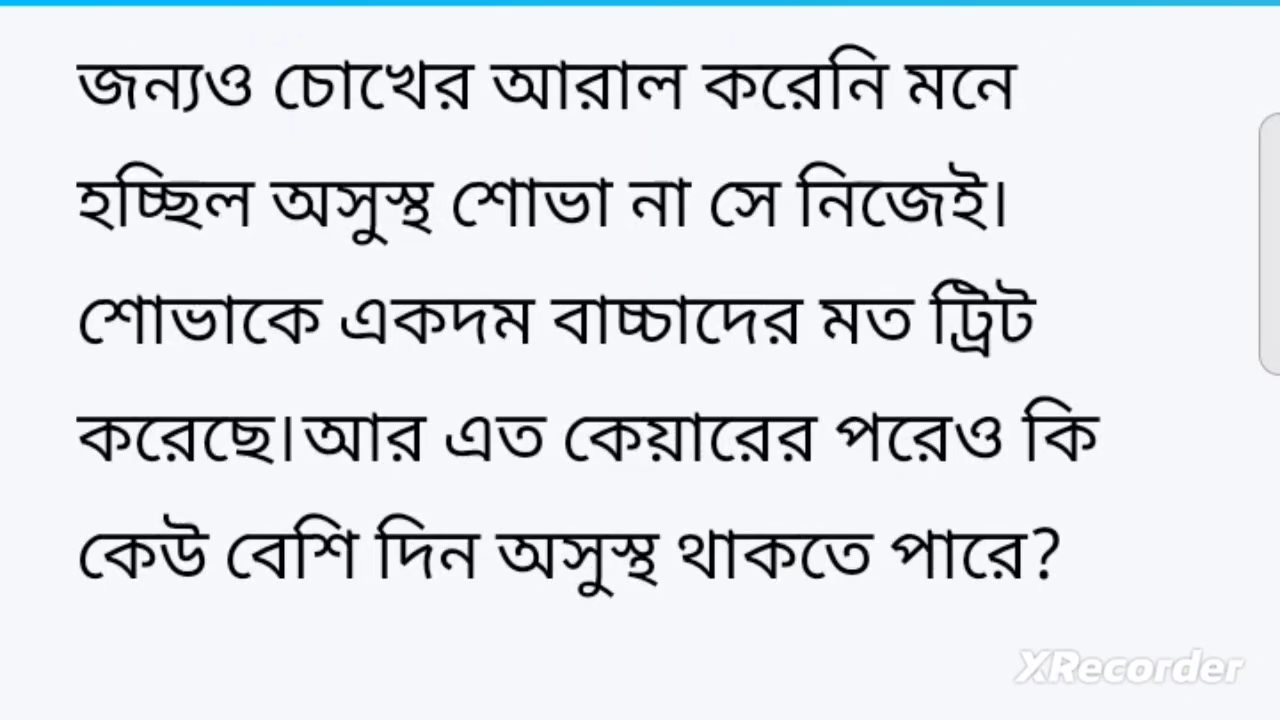 জন্যও চোখের আরাল করেনি মনে
হচ্ছিল অসুস্থ শোভা না সে নিজেই।
শোভাকে একদম বাচ্চাদের মত ট্রিট
করেছে।আর এত কেয়ারের পরেও কি
কেউ বেশি দিন অসুস্থ থাকতে পারে?
XRecorder